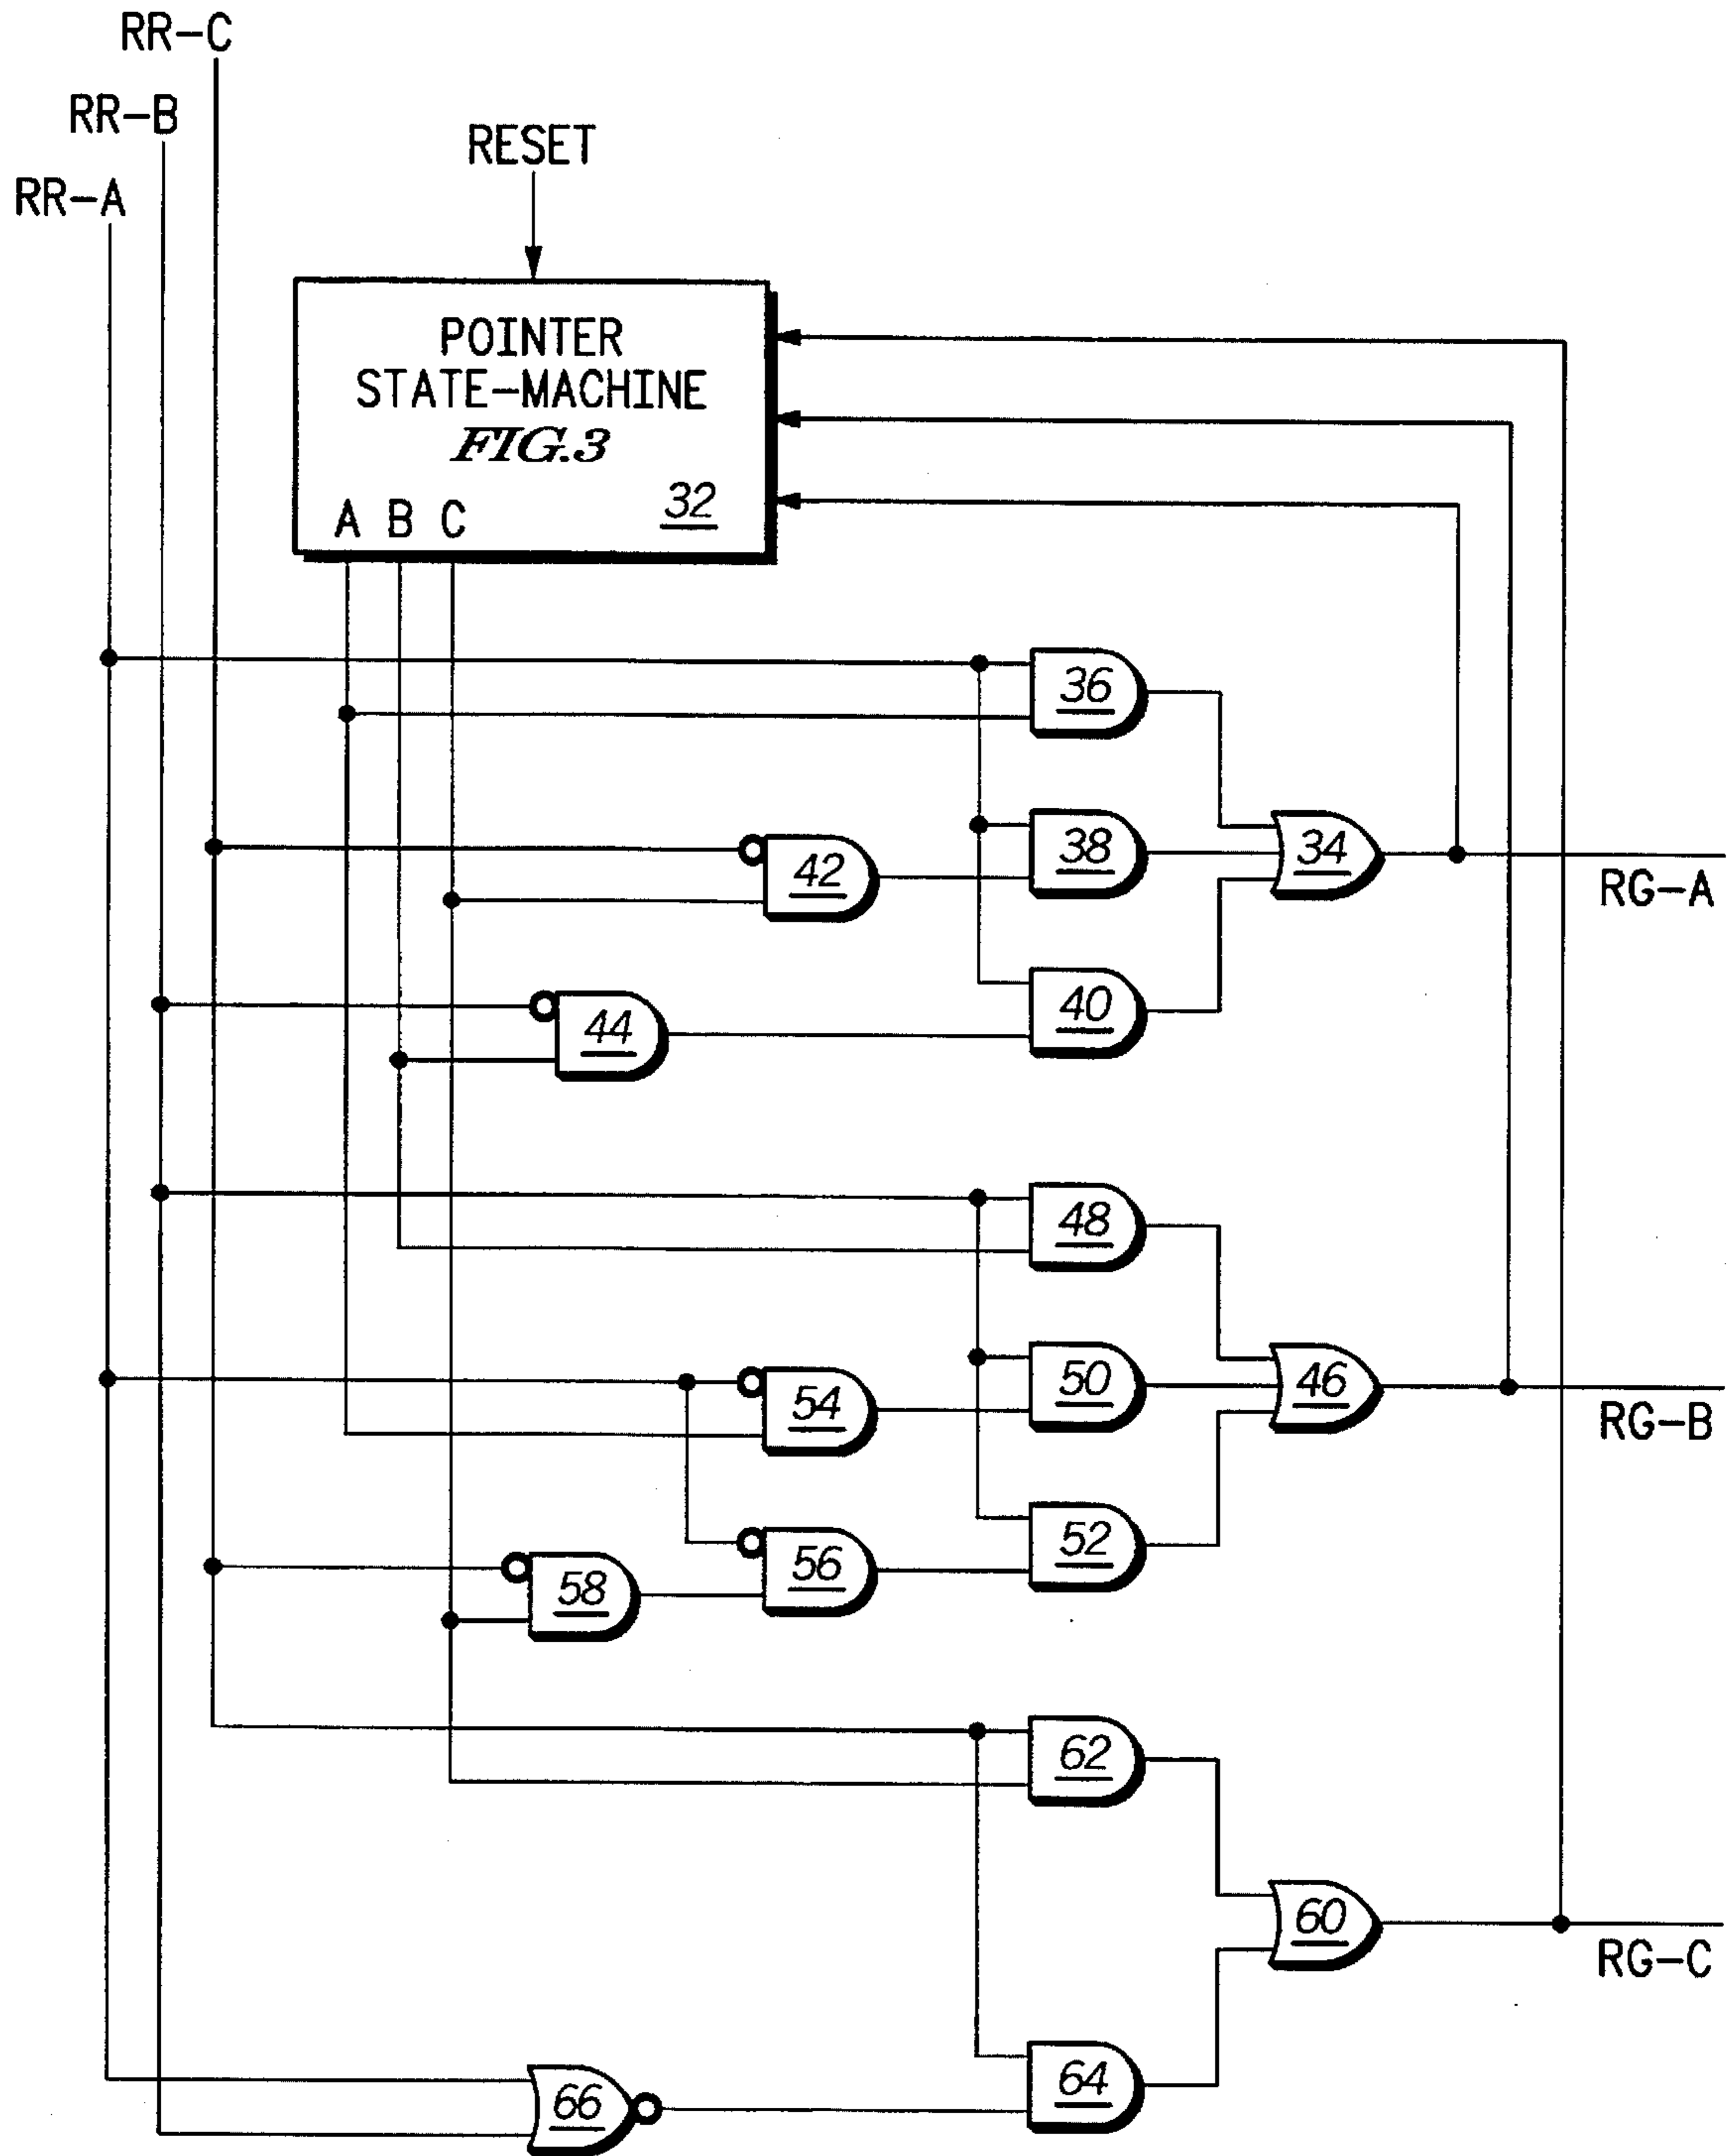 RR-C
RR-B
RR-A
RESET
POINTER
STATE-MACHINE
FIG.3
A B C
32
36
38
42
34
RG-A
40
44
48
50
46
54
RG-B
52
56
58
62
60
RG-C
64
66